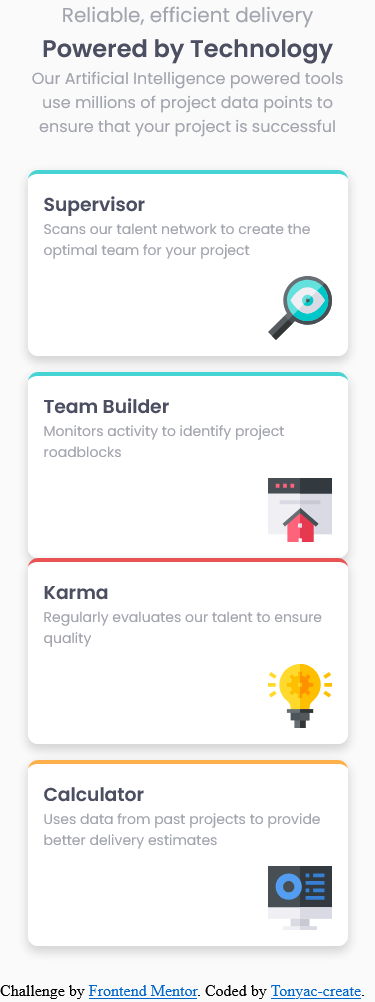 Reliable, efficient delivery
Powered by Technology
Our Artificial Intelligence powered tools
use millions of project data points to
ensure that your project is successful
Supervisor
Scans our talent network to create the
optimal team for your project
Team Builder
Monitors activity to identify project
roadblocks
Karma
Regularly evaluates our talent to ensure
quality
Calculator
Uses data from past projects to provide
better delivery estimates
Challenge by Frontend Mentor. Coded by Tonyac-create.